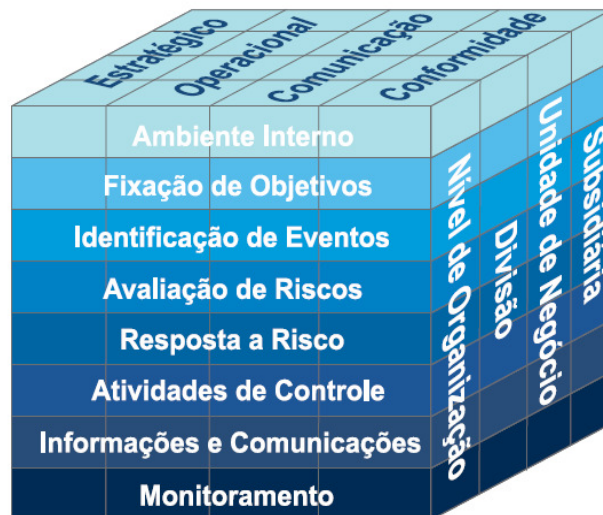 Estratégico
Operacional
Comunicação
Conformidade
Ambiente Interno
Fixação de Objetivos
Identificação de Eventos
Avaliação de Riscos
Resposta a Risco
Atividades de Controle
Informações e Comunicações
Monitoramento
Nível de Organização
Divisão
Unidade de Negócio
Subsidiária